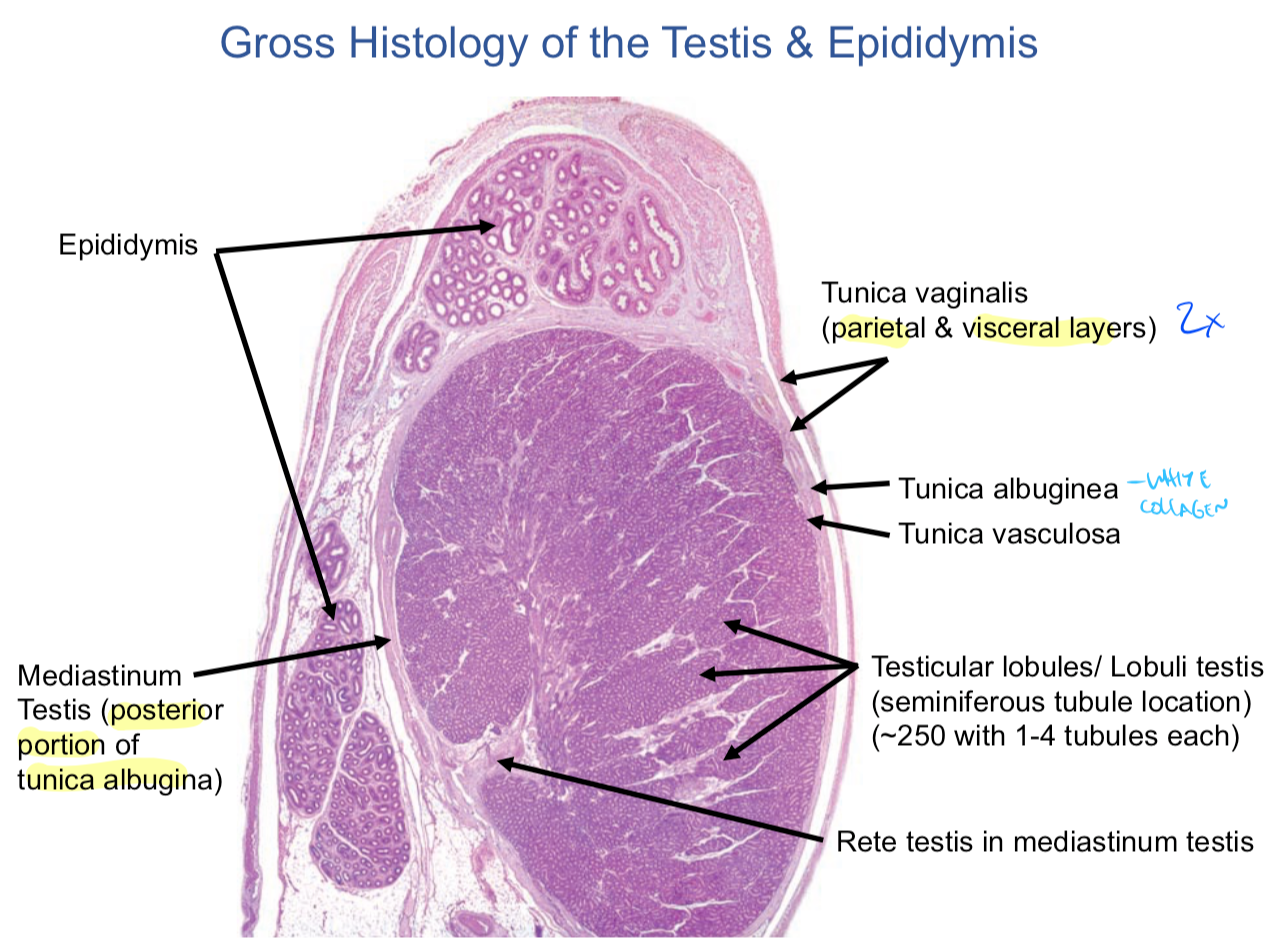 Gross Histology of the Testis & Epididymis
Epididymis
Tunica vaginalis
(parietal & visceral layers) 2x
Tunica albuginea -WHITE
COLLAGEN
Tunica vasculosa
Mediastinum
Testis (posterior
portion of
tunica albugina)
Testicular lobules/ Lobuli testis
(seminiferous tubule location)
(~250 with 1-4 tubules each)
Rete testis in mediastinum testis